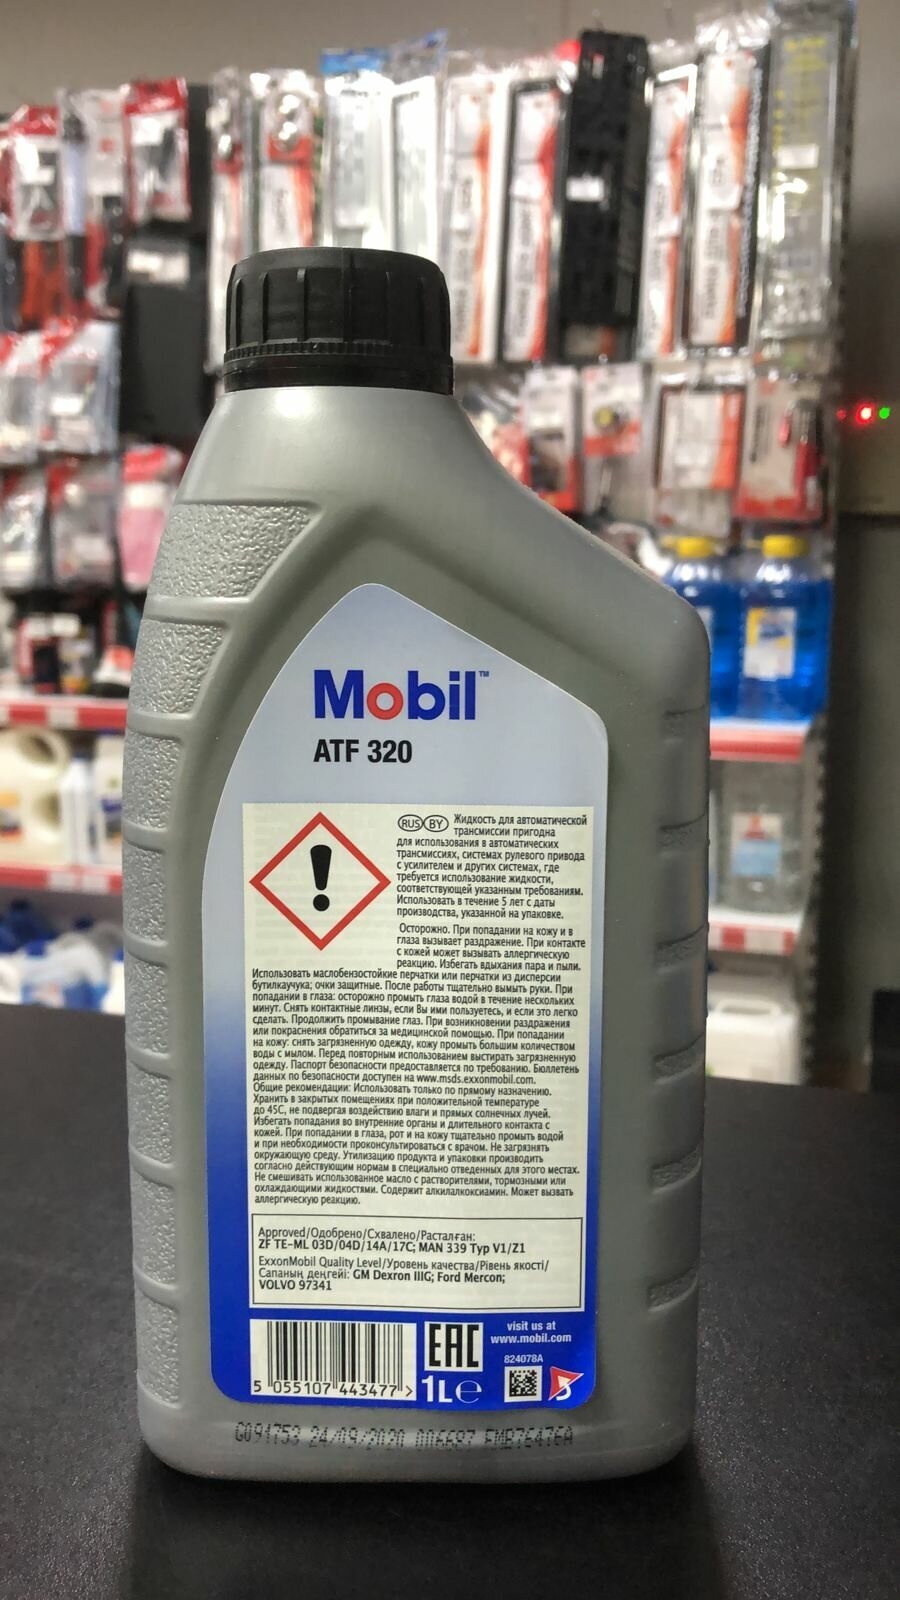 Mobil™
ATF 320
RUS BY Жидкость для автоматической
трансмиссии пригодна
для использования в автоматических
трансмиссиях, системах рулевого привода
с усилителем и других системах, где
требуется использование жидкости,
соответствующей указанным требованиям.
Использовать в течение 5 лет с даты
производства, указанной на упаковке.
Осторожно. При попадании на кожу и в
глаза вызывает раздражение. При контакте
с кожей может вызывать аллергическую
реакцию. Избегать вдыхания пара и пыли.
Использовать маслобензостойкие перчатки или перчатки из дисперсии
бутилкаучука; очки защитные. После работы тщательно вымыть руки. При
попадании в глаза: осторожно промыть глаза водой в течение нескольких
минут. Снять контактные линзы, если Вы ими пользуетесь, и если это легко
сделать. Продолжить промывание глаз. При возникновении раздражения
или покраснения обратиться за медицинской помощью. При попадании
на кожу: снять загрязненную одежду, кожу промыть большим количеством
воды с мылом. Перед повторным использованием выстирать загрязненную
одежду. Паспорт безопасности предоставляется по требованию. Бюллетень
данных по безопасности доступен на www.msds.exxonmobil.com.
Общие рекомендации: Использовать только по прямому назначению.
Хранить в закрытых помещениях при положительной температуре
до 45С, не подвергая воздействию влаги и прямых солнечных лучей.
Избегать попадания во внутренние органы и длительного контакта с
кожей. При попадании в глаза, рот и на кожу тщательно промыть водой
и при необходимости проконсультироваться с врачом. Не загрязнять
окружающую среду. Утилизацию продукта и упаковки производить
согласно действующим нормам в специально отведенных для этого местах.
Не смешивать использованное масло с растворителями, тормозными или
охлаждающими жидкостями. Содержит алкилалкоксиамин. Может вызвать
аллергическую реакцию.
Approved/Одобрено/Схвалено/Расталған:
ZF TE-ML 03D/04D/14A/17C; MAN 339 Typ V1/Z1
ExxonMobil Quality Level/Уровень качества/Рівень якості/
Сапаның деңгейі: GM Dexron IIIG; Ford Mercon;
VOLVO 97341
5 055107 443477 >
EAC
1L e
visit us at
www.mobil.com
824078A
G091753 24/09/2020